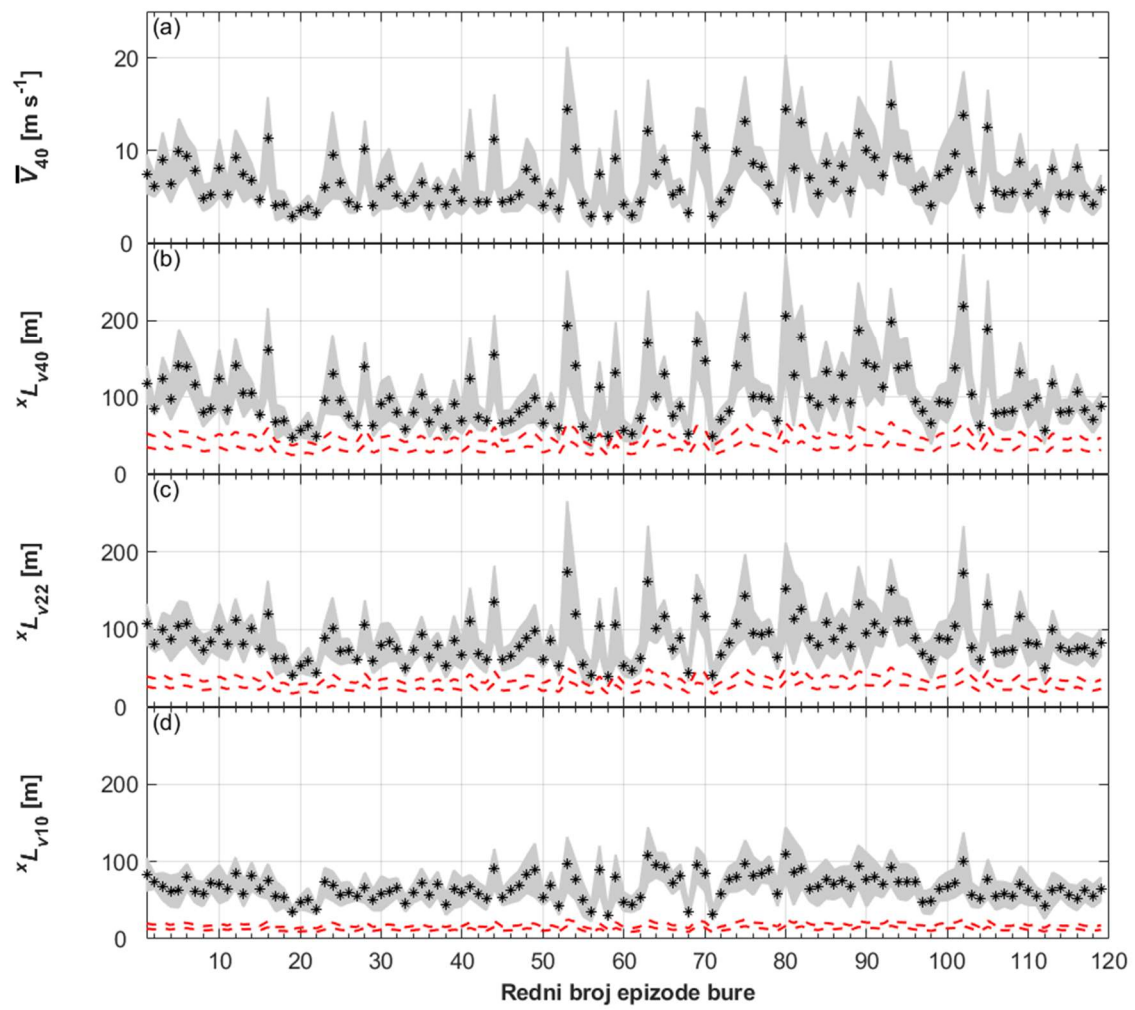 (a)
V̅₄₀ [m s⁻¹]
20
10
0
(b)
ˣLᵥ₄₀ [m]
200
100
0
(c)
ˣLᵥ₂₂ [m]
200
100
0
(d)
ˣLᵥ₁₀ [m]
200
100
0
10 20 30 40 50 60 70 80 90 100 110 120
Redni broj epizode bure